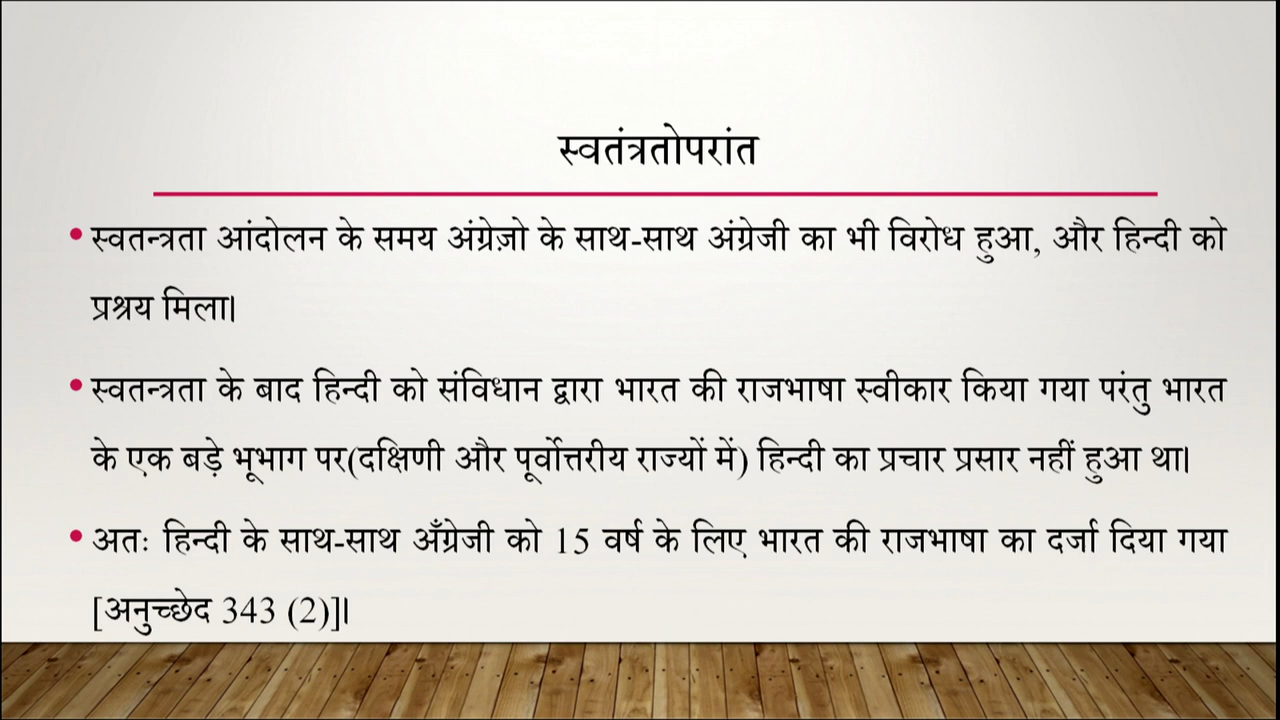 स्वतंत्रतोपरांत
• स्वतन्त्रता आंदोलन के समय अंग्रेज़ो के साथ-साथ अंग्रेजी का भी विरोध हुआ, और हिन्दी को
प्रश्रय मिला।
• स्वतन्त्रता के बाद हिन्दी को संविधान द्वारा भारत की राजभाषा स्वीकार किया गया परंतु भारत
के एक बड़े भूभाग पर(दक्षिणी और पूर्वोत्तरीय राज्यों में) हिन्दी का प्रचार प्रसार नहीं हुआ था।
• अतः हिन्दी के साथ-साथ अँग्रेजी को 15 वर्ष के लिए भारत की राजभाषा का दर्जा दिया गया
[अनुच्छेद 343 (2)]।